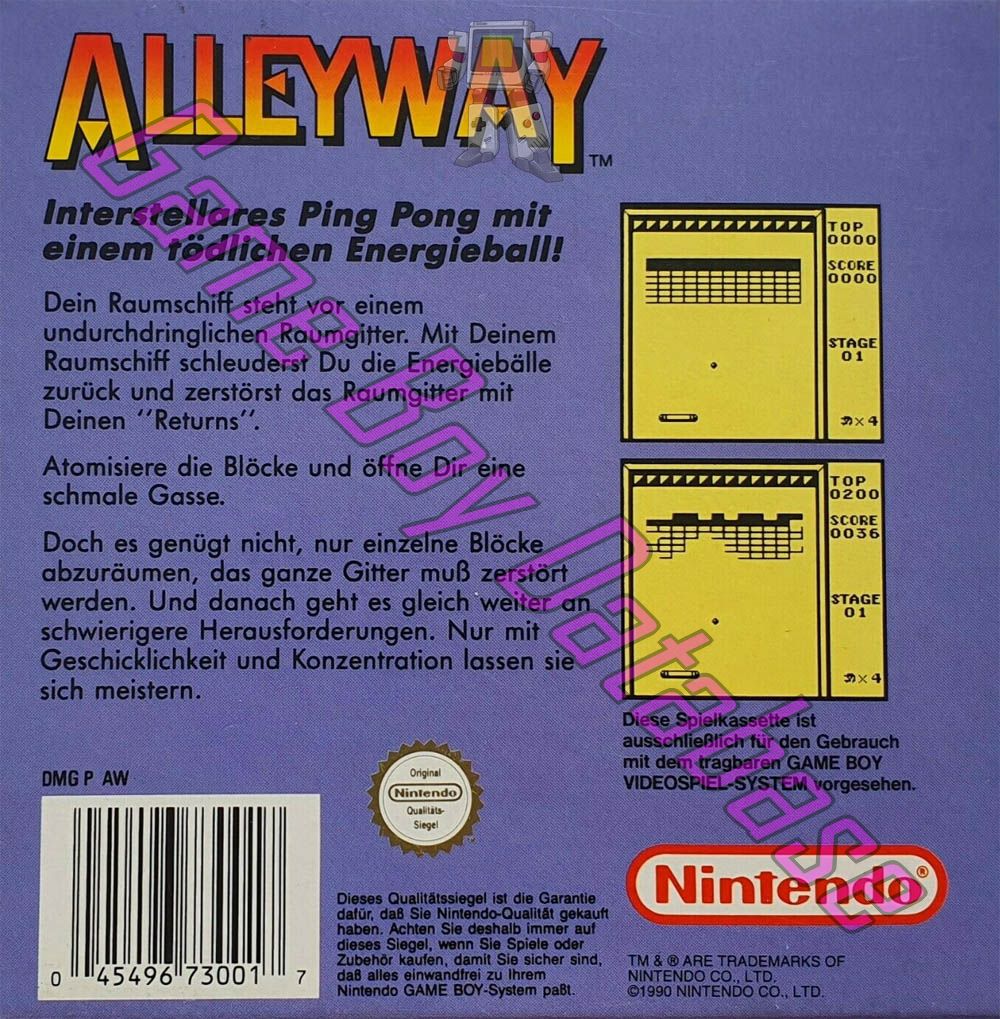 ALLEYWAY
TM
Interstellares Ping Pong mit
einem tödlichen Energieball!
Dein Raumschiff steht vor einem
undurchdringlichen Raumgitter. Mit Deinem
Raumschiff schleuderst Du die Energiebälle
zurück und zerstörst das Raumgitter mit
Deinen "Returns".
Atomisiere die Blöcke und öffne Dir eine
schmale Gasse.
Doch es genügt nicht, nur einzelne Blöcke
abzuräumen, das ganze Gitter muß zerstört
werden. Und danach geht es gleich weiter an
schwierigere Herausforderungen. Nur mit
Geschicklichkeit und Konzentration lassen sie
sich meistern.
TOP
0000
SCORE
0000
STAGE
01
×4
TOP
0200
SCORE
0036
STAGE
01
×4
Diese Spielkassette ist
ausschließlich für den Gebrauch
mit dem tragbaren GAME BOY
VIDEOSPIEL-SYSTEM vorgesehen.
DMG P AW
0 45496 73001 7
Original
Nintendo
Qualitäts-
Siegel
Dieses Qualitätssiegel ist die Garantie
dafür, daß Sie Nintendo-Qualität gekauft
haben. Achten Sie deshalb immer auf
dieses Siegel, wenn Sie Spiele oder
Zubehör kaufen, damit Sie sicher sind,
daß alles einwandfrei zu Ihrem
Nintendo GAME BOY-System paßt.
Nintendo®
TM & ® ARE TRADEMARKS OF
NINTENDO CO., LTD.
©1990 NINTENDO CO., LTD.
Game Boy Database